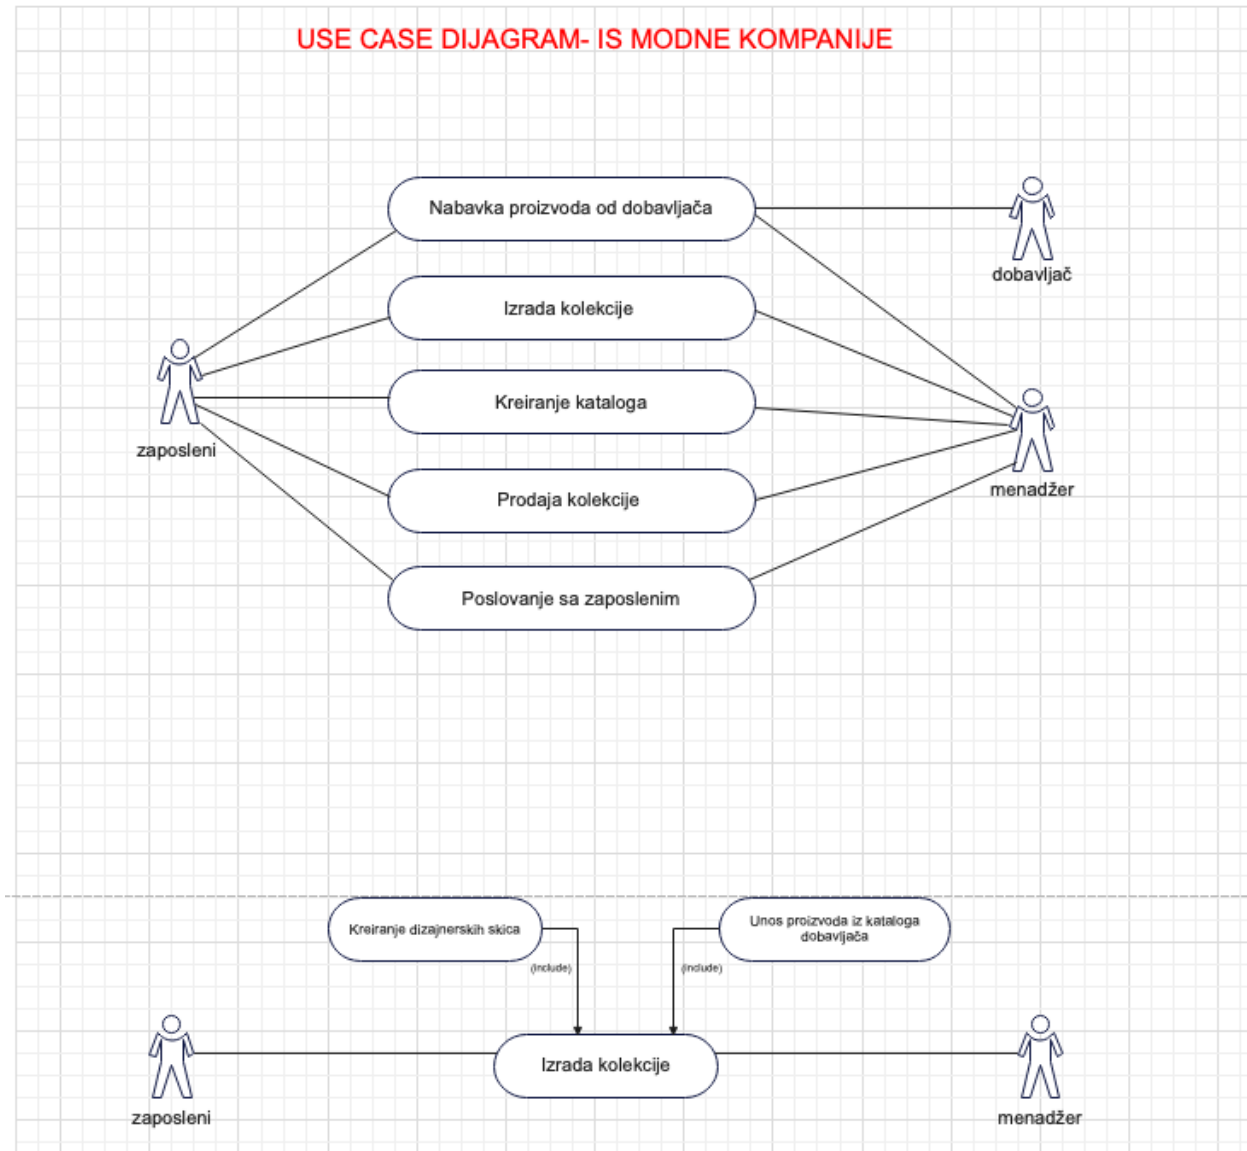 USE CASE DIJAGRAM- IS MODNE KOMPANIJE
Nabavka proizvoda od dobavljača
dobavljač
Izrada kolekcije
Kreiranje kataloga
zaposleni
menadžer
Prodaja kolekcije
Poslovanje sa zaposlenim
Kreiranje dizajnerskih skica
Unos proizvoda iz kataloga
dobavljača
(include)
(include)
Izrada kolekcije
zaposleni
menadžer